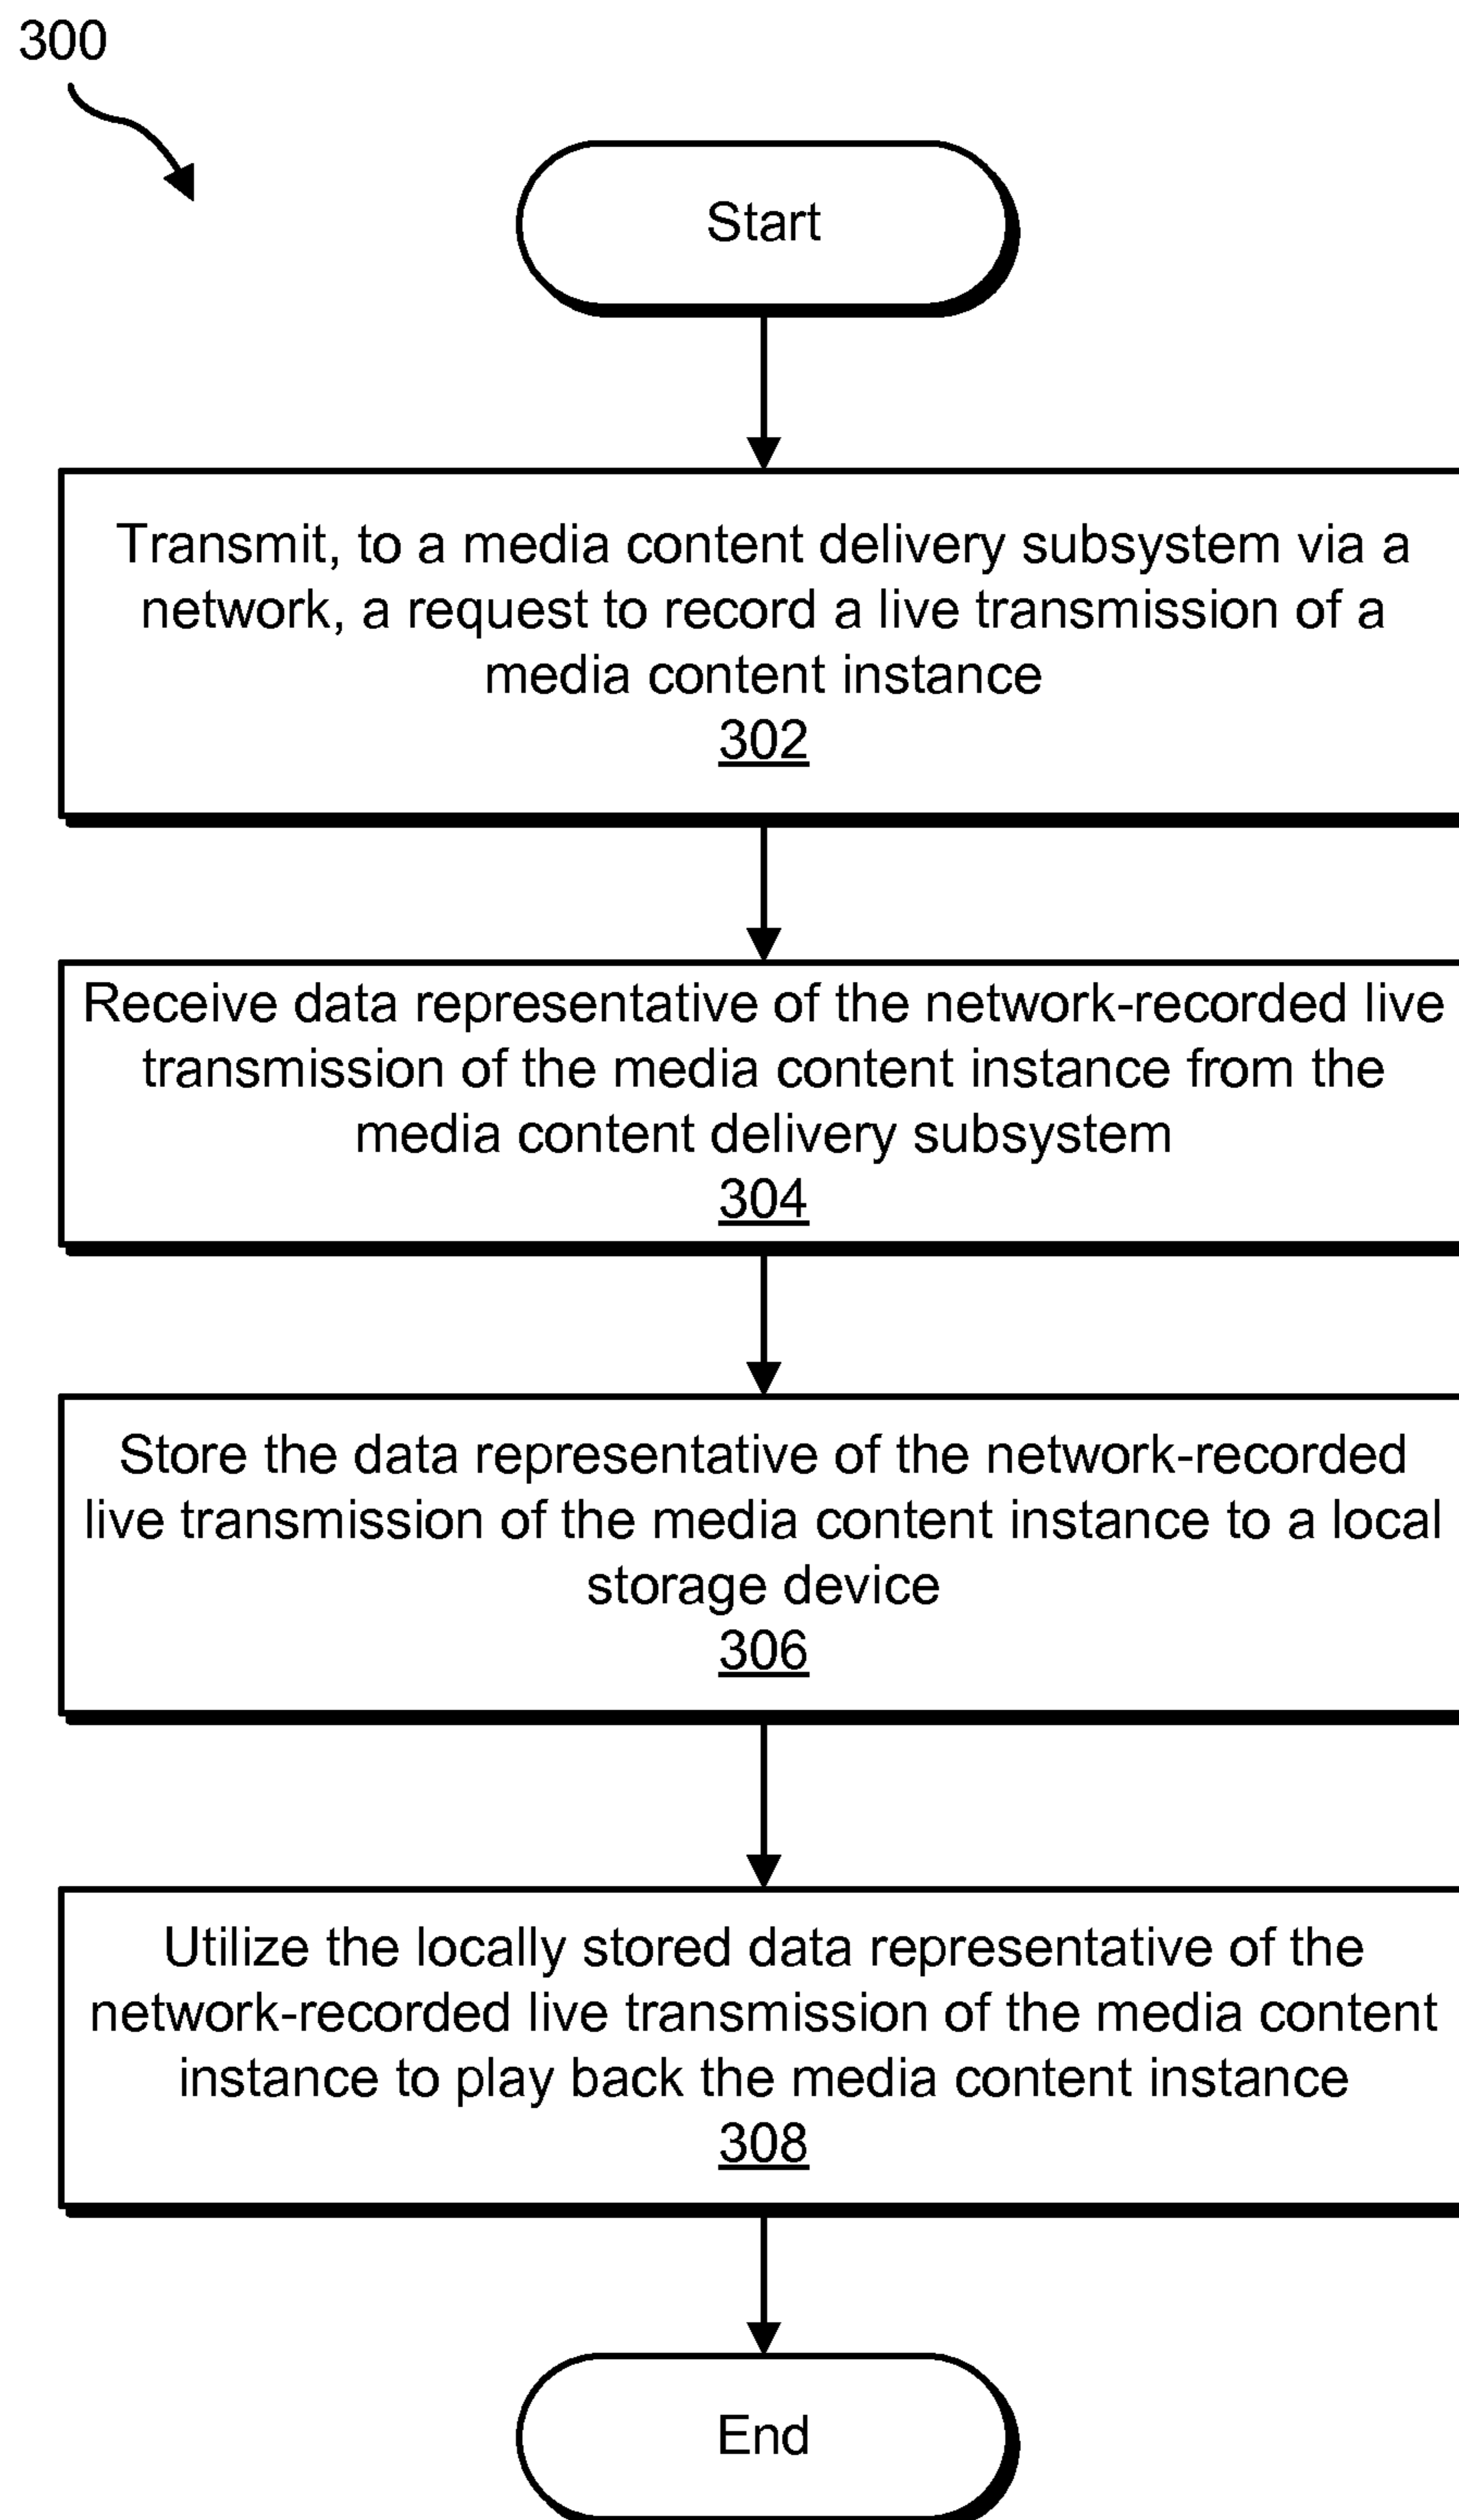 300
Start
Transmit, to a media content delivery subsystem via a
network, a request to record a live transmission of a
media content instance
302
Receive data representative of the network-recorded live
transmission of the media content instance from the
media content delivery subsystem
304
Store the data representative of the network-recorded
live transmission of the media content instance to a local
storage device
306
Utilize the locally stored data representative of the
network-recorded live transmission of the media content
instance to play back the media content instance
308
End